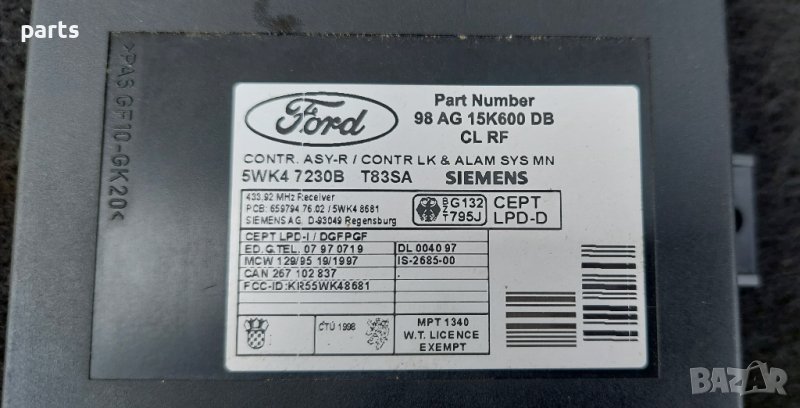 parts
>PAS GF10-GK20<
Ford
Part Number
98 AG 15K600 DB
CL RF
CONTR. ASY-R / CONTR LK & ALAM SYS MN
5WK4 7230B T83SA SIEMENS
433.92 MHz Receiver
PCB: 659794.76.02 / 5WK4 8681
SIEMENS AG. D-93049 Regensburg
BG132
T795J
CEPT
LPD-D
CEPT LPD-I / DGFPGF
ED.G.TEL. 07 97 0719
DL 0040 97
MCW 129/95 19/1997
IS-2685-00
CAN 267 102 837
FCC-ID:KR55WK48681
ČTÚ 1998
MPT 1340
W.T. LICENCE
EXEMPT
BAZAR